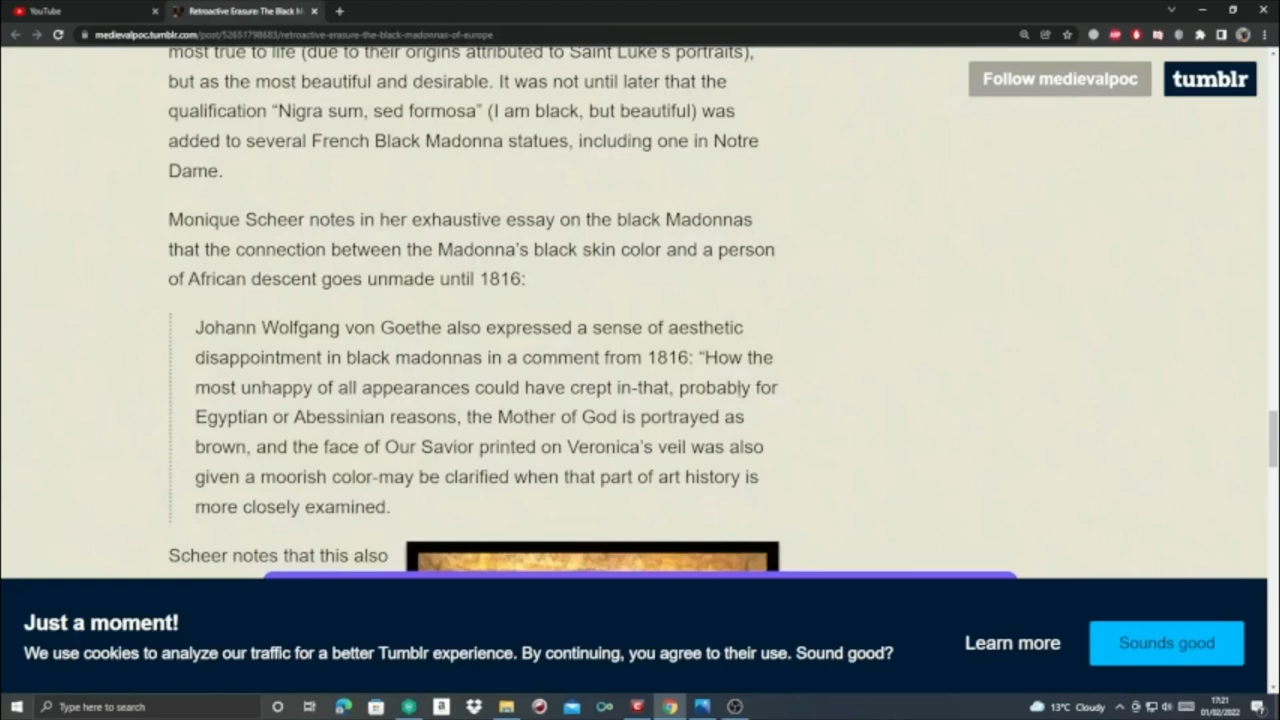 YouTube
Retroactive Erasure: The Black M
medievalpoc.tumblr.com/post/52651798683/retroactive-erasure-the-black-madonnas-of-europe
most true to life (due to their origins attributed to Saint Luke's portraits),
Follow medievalpoc
tumblr
but as the most beautiful and desirable. It was not until later that the
qualification “Nigra sum, sed formosa” (I am black, but beautiful) was
added to several French Black Madonna statues, including one in Notre
Dame.
Monique Scheer notes in her exhaustive essay on the black Madonnas
that the connection between the Madonna's black skin color and a person
of African descent goes unmade until 1816:
Johann Wolfgang von Goethe also expressed a sense of aesthetic
disappointment in black madonnas in a comment from 1816: “How the
most unhappy of all appearances could have crept in-that, probably for
Egyptian or Abessinian reasons, the Mother of God is portrayed as
brown, and the face of Our Savior printed on Veronica's veil was also
given a moorish color-may be clarified when that part of art history is
more closely examined.
Scheer notes that this also
Just a moment!
We use cookies to analyze our traffic for a better Tumblr experience. By continuing, you agree to their use. Sound good?
Learn more
Sounds good
Type here to search
13°C Cloudy
17:21
01/02/2022